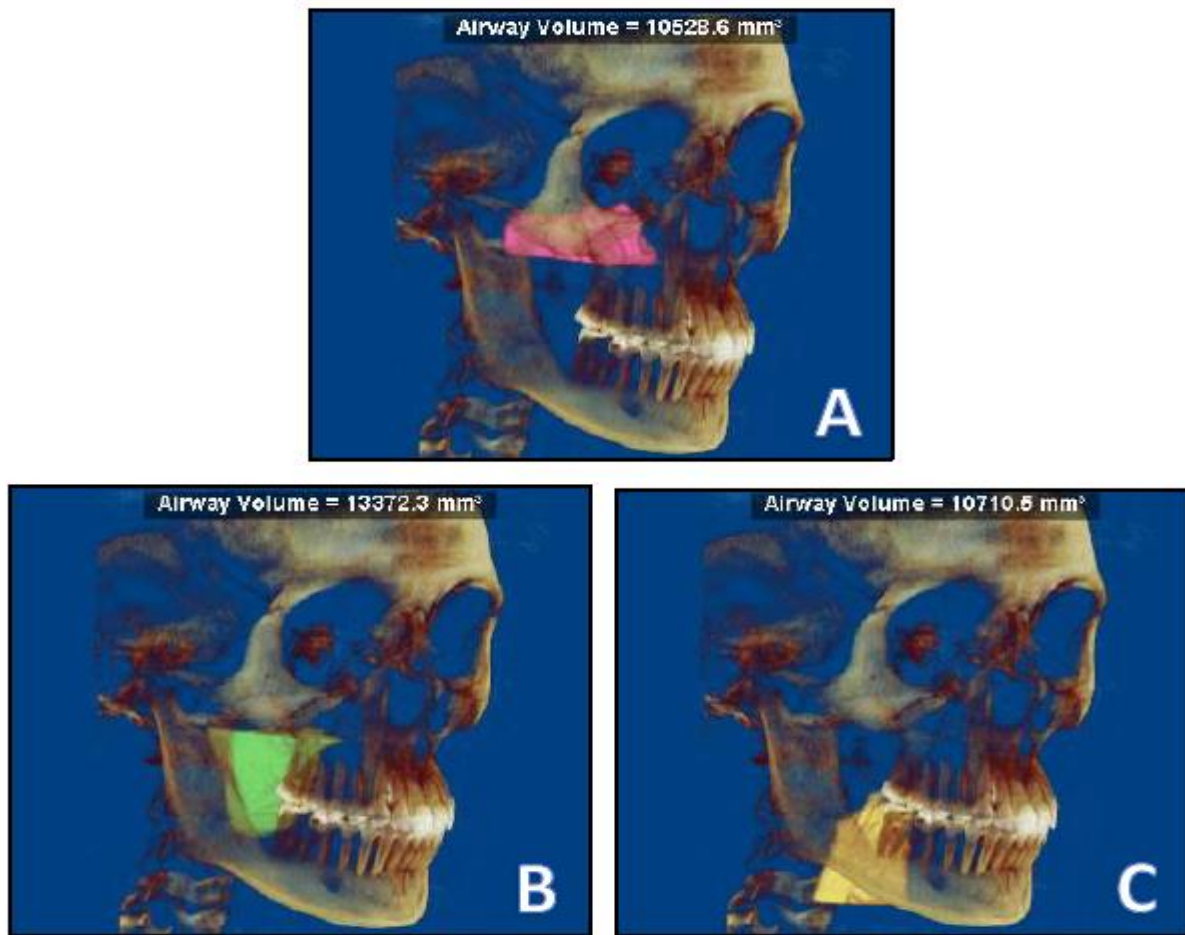 Airway Volume = 10528.6 mm³
A
Airway Volume = 13372.3 mm³
B
Airway Volume = 10710.5 mm³
C